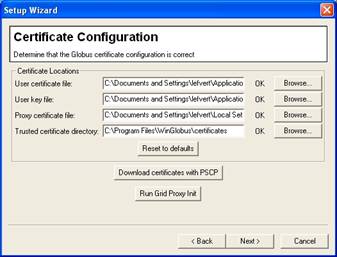 Setup Wizard
Certificate Configuration
Determine that the Globus certificate configuration is correct
Certificate Locations
User certificate file: C:\Documents and Settings\lefvert\Applicatio OK Browse...
User key file: C:\Documents and Settings\lefvert\Applicatio OK Browse...
Proxy certificate file: C:\Documents and Settings\lefvert\Local Set OK Browse...
Trusted certificate directory: C:\Program Files\WinGlobus\certificates OK Browse...
Reset to defaults
Download certificates with PSCP
Run Grid Proxy Init
< Back Next > Cancel